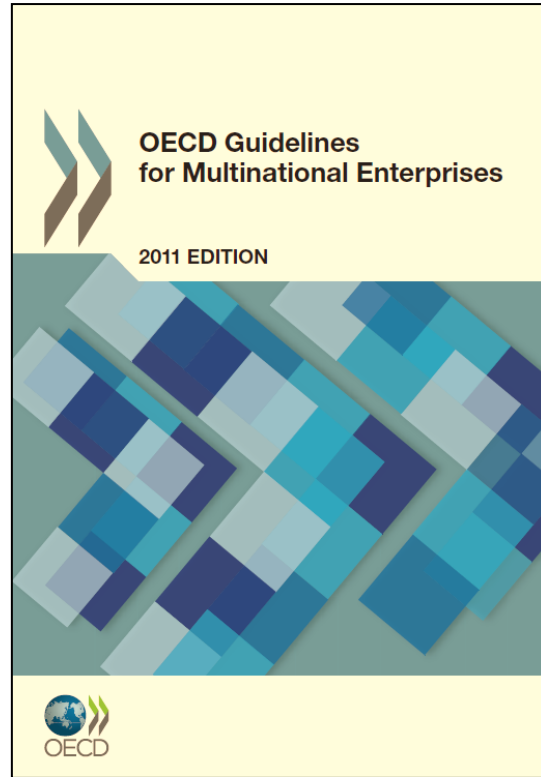 OECD Guidelines
for Multinational Enterprises
2011 EDITION
OECD